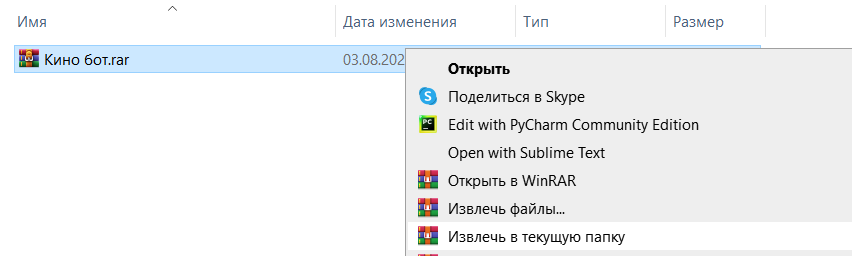 Имя Дата изменения Тип Размер
Кино бот.rar 03.08.202
Открыть
Поделиться в Skype
Edit with PyCharm Community Edition
Open with Sublime Text
Открыть в WinRAR
Извлечь файлы...
Извлечь в текущую папку